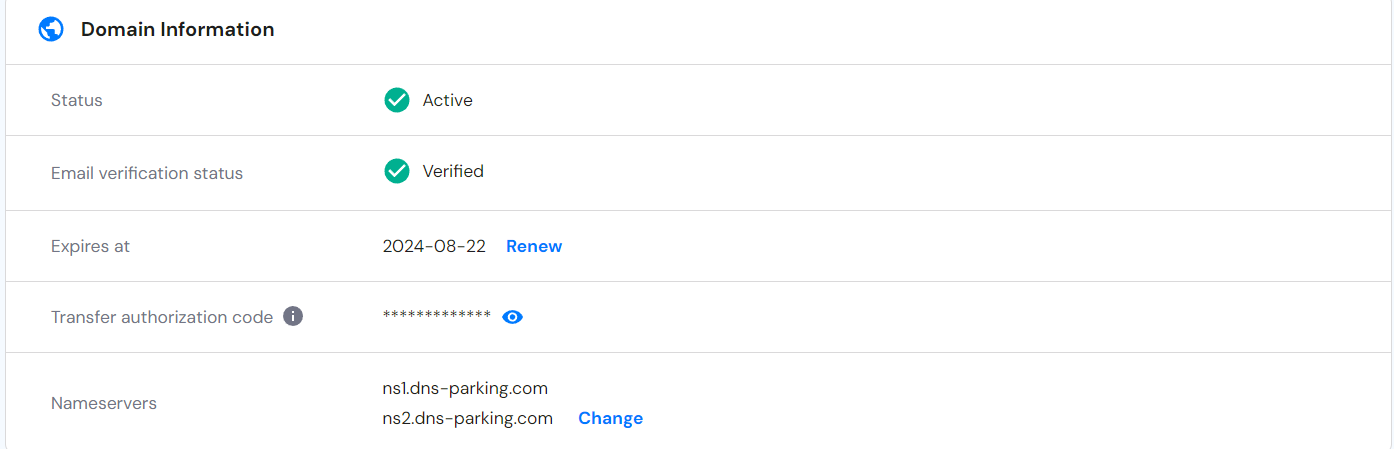 Domain Information
Status Active
Email verification status Verified
Expires at 2024-08-22 Renew
Transfer authorization code *************
Nameservers
ns1.dns-parking.com
ns2.dns-parking.com Change